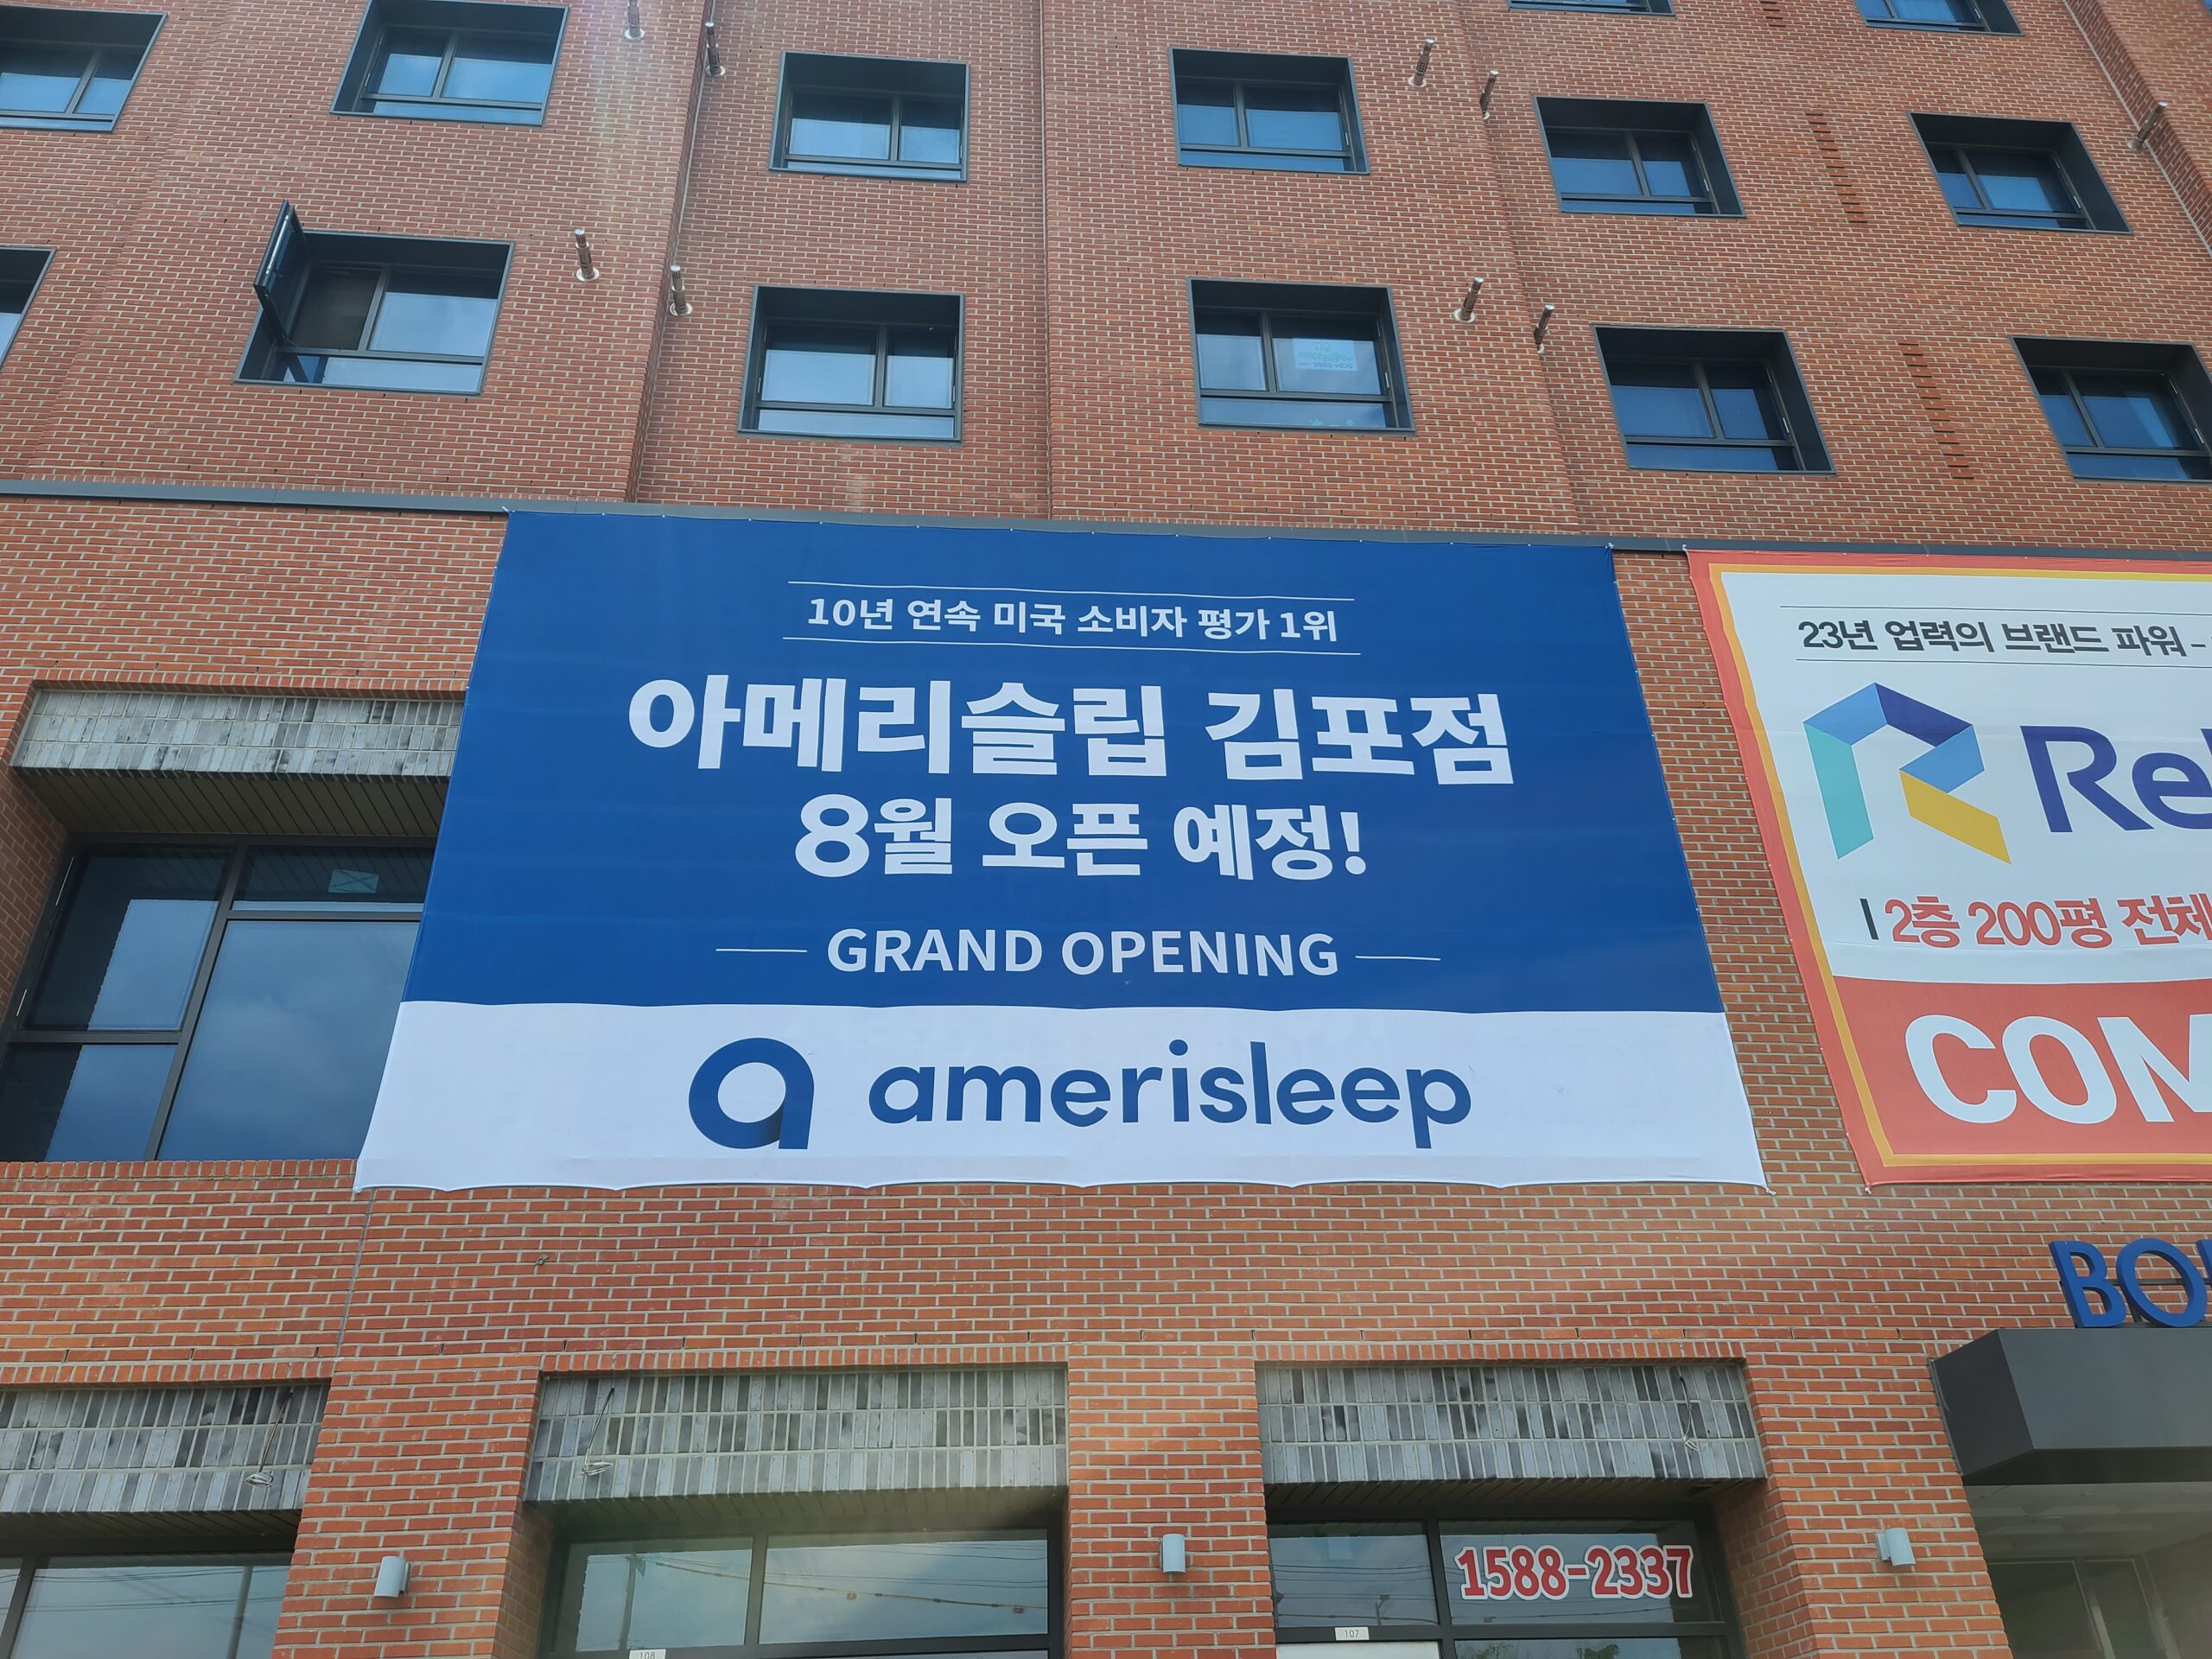 10년 연속 미국 소비자 평가 1위
아메리슬립 김포점
8월 오픈 예정!
GRAND OPENING
amerisleep
23년 업력의 브랜드 파워 -
2층 200평 전체
1588-2337
107
108